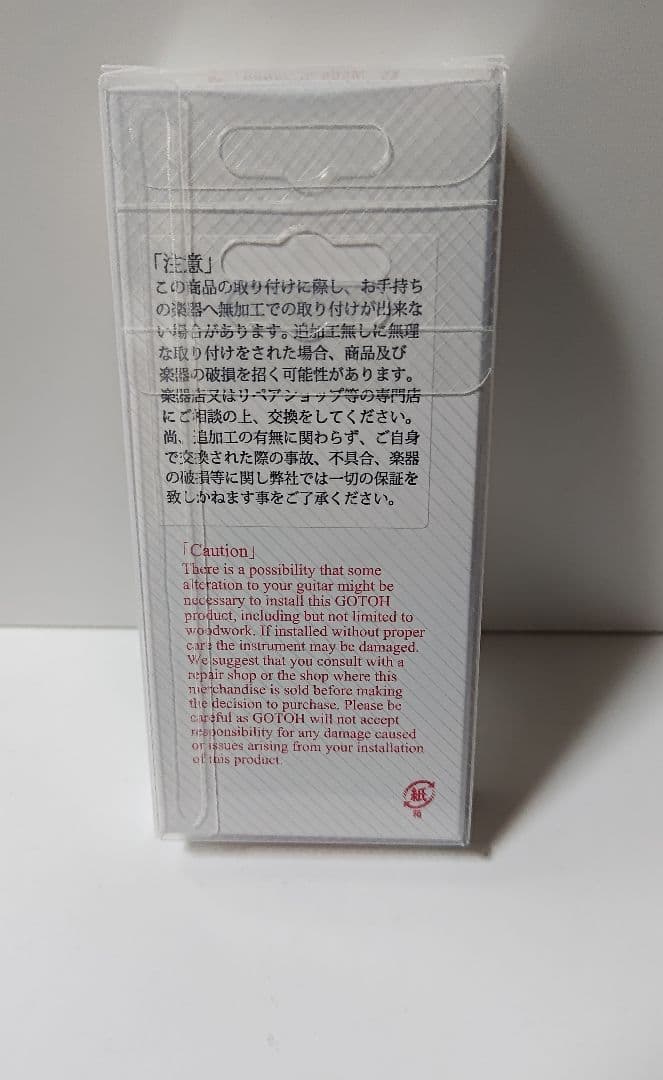 「注意」
この商品の取り付けに際し、お手持ち
の楽器へ無加工での取り付けが出来な
い場合があります。追加工無しに無理
な取り付けをされた場合、商品及び
楽器の破損を招く可能性があります。
楽器店又はリペアショップ等の専門店
にご相談の上、交換をしてください。
尚、追加工の有無に関わらず、ご自身
で交換された際の事故、不具合、楽器
の破損等に関し弊社では一切の保証を
致しかねます事をご了承ください。
「Caution」
There is a possibility that some
alteration to your guitar might be
necessary to install this GOTOH
product, including but not limited to
woodwork. If installed without proper
care the instrument may be damaged.
We suggest that you consult with a
repair shop or the shop where this
merchandise is sold before making
the decision to purchase. Please be
careful as GOTOH will not accept
responsibility for any damage caused
or issues arising from your installation
of this product.
紙
箱